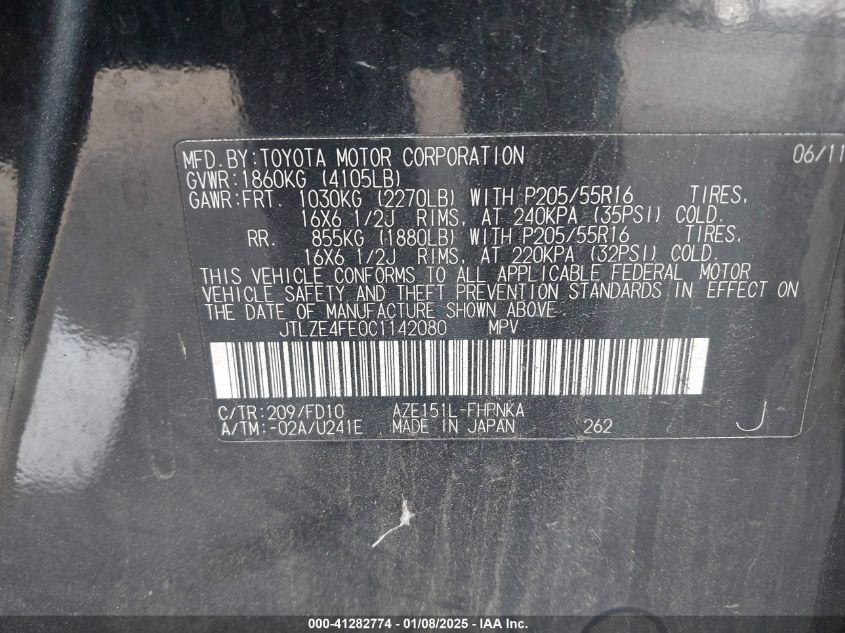 MFD.BY:TOYOTA MOTOR CORPORATION 06/11
GVWR:1860KG (4105LB)
GAWR:FRT. 1030KG (2270LB) WITH P205/55R16 TIRES,
16X6 1/2J RIMS, AT 240KPA (35PSI) COLD.
RR. 855KG (1880LB) WITH P205/55R16 TIRES,
16X6 1/2J RIMS, AT 220KPA (32PSI) COLD.
THIS VEHICLE CONFORMS TO ALL APPLICABLE FEDERAL MOTOR
VEHICLE SAFETY AND THEFT PREVENTION STANDARDS IN EFFECT ON
THE DATE OF MANUFACTURE SHOWN ABOVE.
JTLZE4FE0C1142080 MPV
C/TR:209/FD10 AZE151L-FHPNKA
A/TM:-02A/U241E MADE IN JAPAN 262 J
000-41282774 - 01/08/2025 - IAA Inc.